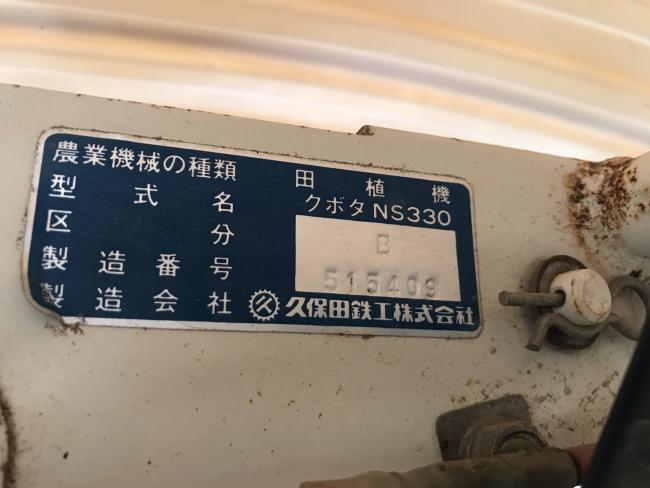 農業機械の種類 田植機
型式名 クボタNS330
区分 B
製造番号 515409
製造会社 久保田鉄工株式会社